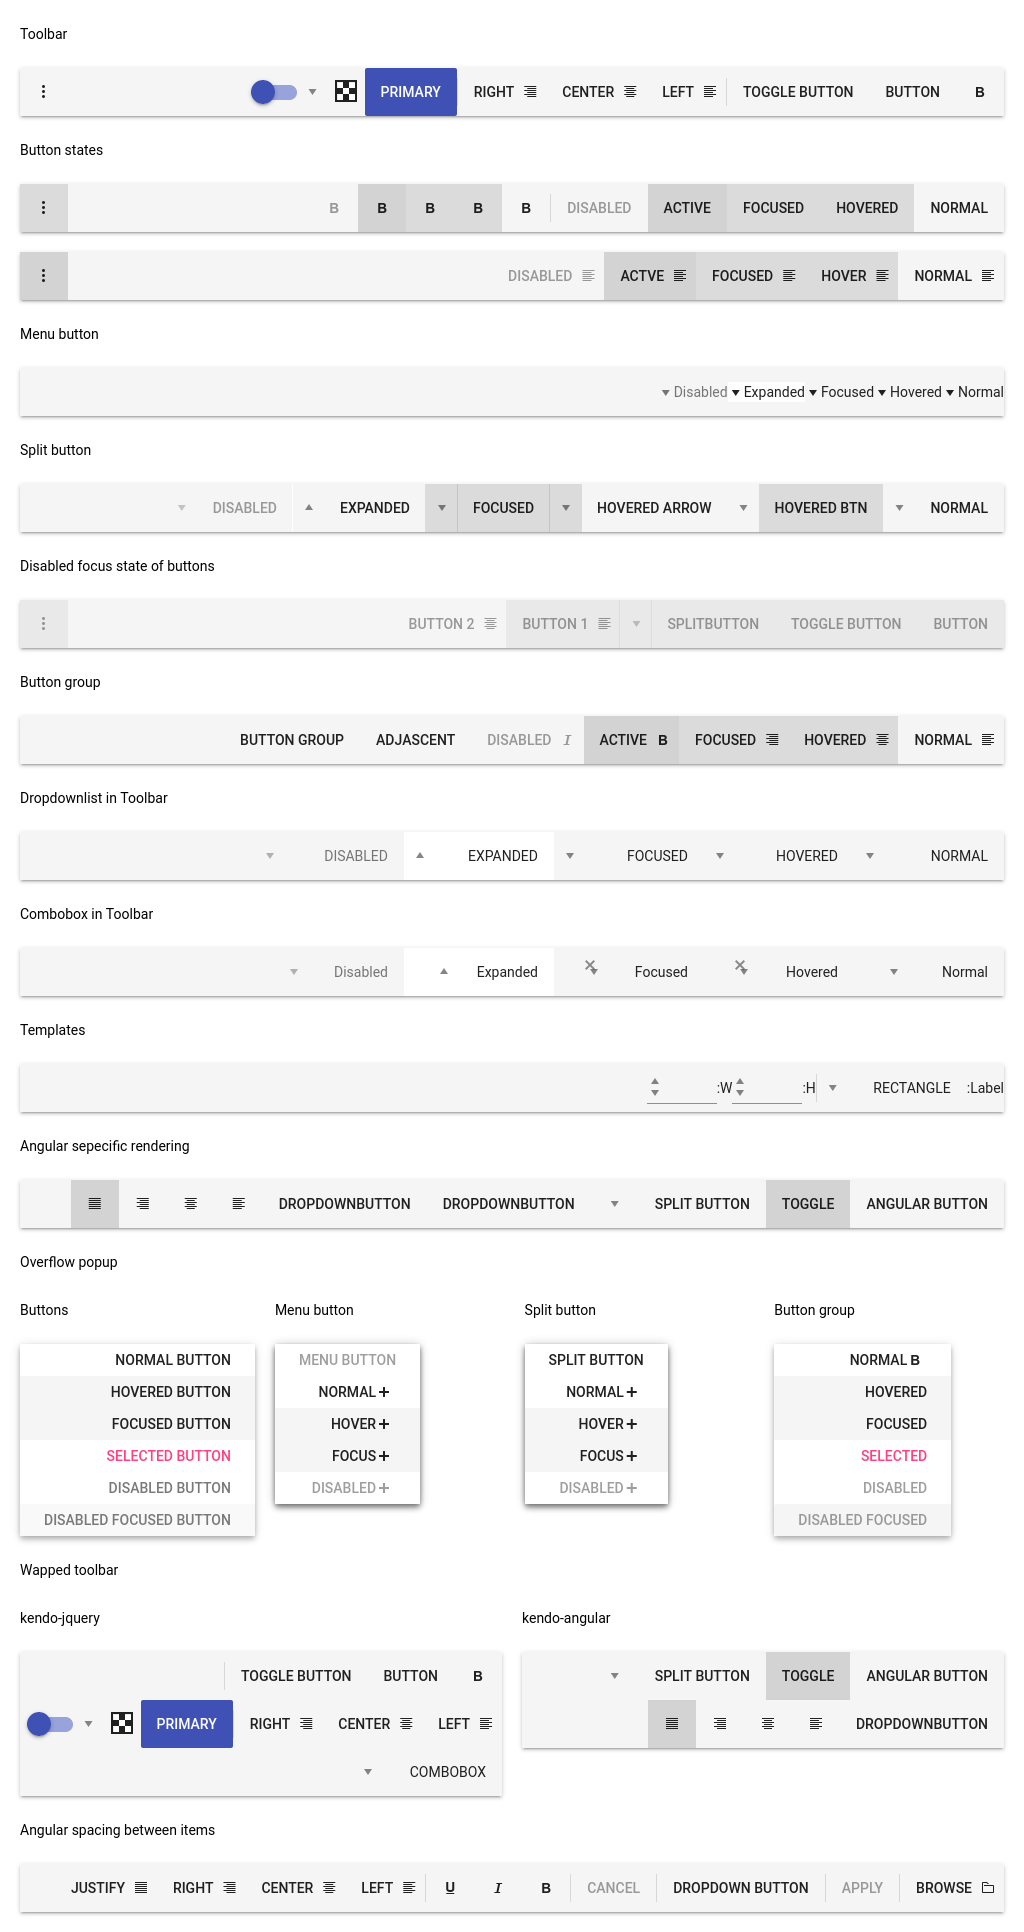 Toolbar
PRIMARY RIGHT CENTER LEFT TOGGLE BUTTON BUTTON B
Button states
B B B B B DISABLED ACTIVE FOCUSED HOVERED NORMAL
DISABLED ACTVE FOCUSED HOVER NORMAL
Menu button
Disabled Expanded Focused Hovered Normal
Split button
DISABLED EXPANDED FOCUSED HOVERED ARROW HOVERED BTN NORMAL
Disabled focus state of buttons
BUTTON 2 BUTTON 1 SPLITBUTTON TOGGLE BUTTON BUTTON
Button group
BUTTON GROUP ADJASCENT DISABLED I ACTIVE B FOCUSED HOVERED NORMAL
Dropdownlist in Toolbar
DISABLED EXPANDED FOCUSED HOVERED NORMAL
Combobox in Toolbar
Disabled Expanded Focused Hovered Normal
Templates
:W :H RECTANGLE :Label
Angular sepecific rendering
DROPDOWNBUTTON DROPDOWNBUTTON SPLIT BUTTON TOGGLE ANGULAR BUTTON
Overflow popup
Buttons
NORMAL BUTTON
HOVERED BUTTON
FOCUSED BUTTON
SELECTED BUTTON
DISABLED BUTTON
DISABLED FOCUSED BUTTON
Menu button
MENU BUTTON
NORMAL
HOVER
FOCUS
DISABLED
Split button
SPLIT BUTTON
NORMAL
HOVER
FOCUS
DISABLED
Button group
NORMAL B
HOVERED
FOCUSED
SELECTED
DISABLED
DISABLED FOCUSED
Wapped toolbar
kendo-jquery
TOGGLE BUTTON BUTTON B
PRIMARY RIGHT CENTER LEFT
COMBOBOX
kendo-angular
SPLIT BUTTON TOGGLE ANGULAR BUTTON
DROPDOWNBUTTON
Angular spacing between items
JUSTIFY RIGHT CENTER LEFT U I B CANCEL DROPDOWN BUTTON APPLY BROWSE